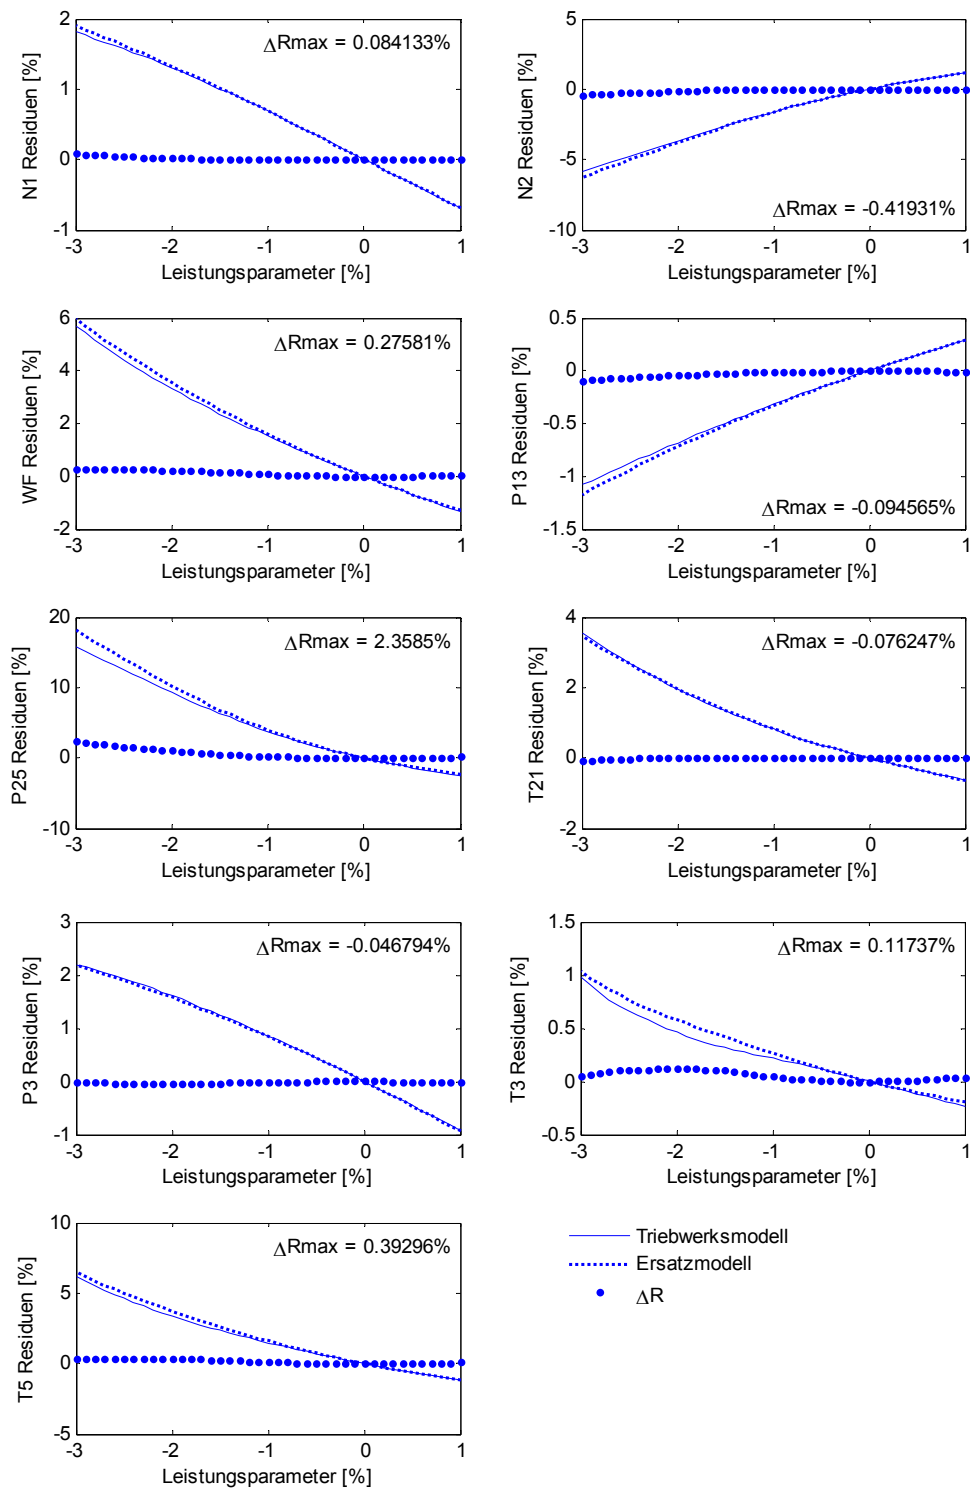 2
1
0
-1
-3
-2
-1
0
1
N1 Residuen [%]
Leistungsparameter [%]
ΔRmax = 0.084133%
5
0
-5
-10
-3
-2
-1
0
1
N2 Residuen [%]
Leistungsparameter [%]
ΔRmax = -0.41931%
6
4
2
0
-2
-3
-2
-1
0
1
WF Residuen [%]
Leistungsparameter [%]
ΔRmax = 0.27581%
0.5
0
-0.5
-1
-1.5
-3
-2
-1
0
1
P13 Residuen [%]
Leistungsparameter [%]
ΔRmax = -0.094565%
20
10
0
-10
-3
-2
-1
0
1
P25 Residuen [%]
Leistungsparameter [%]
ΔRmax = 2.3585%
4
2
0
-2
-3
-2
-1
0
1
T21 Residuen [%]
Leistungsparameter [%]
ΔRmax = -0.076247%
3
2
1
0
-1
-3
-2
-1
0
1
P3 Residuen [%]
Leistungsparameter [%]
ΔRmax = -0.046794%
1.5
1
0.5
0
-0.5
-3
-2
-1
0
1
T3 Residuen [%]
Leistungsparameter [%]
ΔRmax = 0.11737%
10
5
0
-5
-3
-2
-1
0
1
T5 Residuen [%]
Leistungsparameter [%]
ΔRmax = 0.39296%
Triebwerksmodell
Ersatzmodell
ΔR